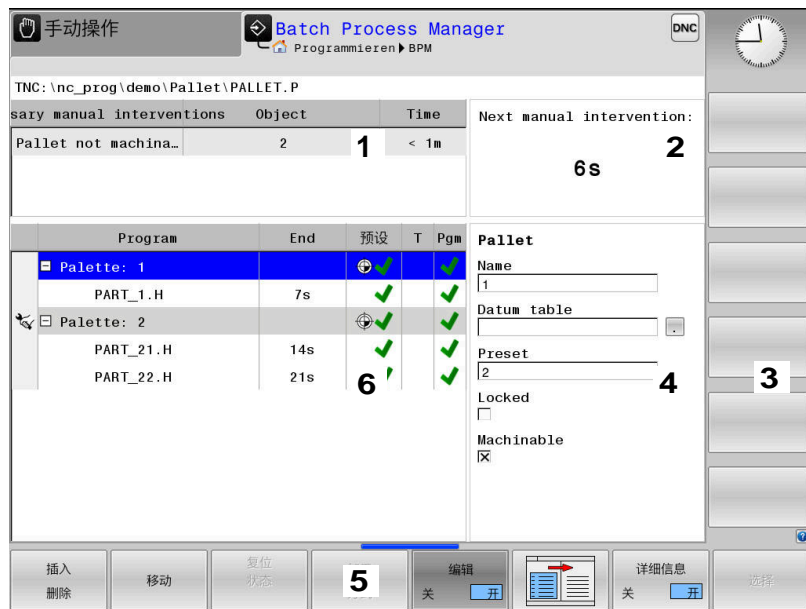 手动操作
Batch Process Manager
Programmieren BPM
DNC
TNC:\nc_prog\demo\Pallet\PALLET.P
sary manual interventions Object Time
Pallet not machina… 2 < 1m
1
Next manual intervention:
2
6s
Program End 预设 T Pgm
Palette: 1
PART_1.H 7s
Palette: 2
PART_21.H 14s
PART_22.H 21s
6
Pallet
Name
1
Datum table
Preset
2
4
Locked
Machinable
3
插入
删除
移动
复位
状态
5
编辑
关 开
详细信息
关 开
选择